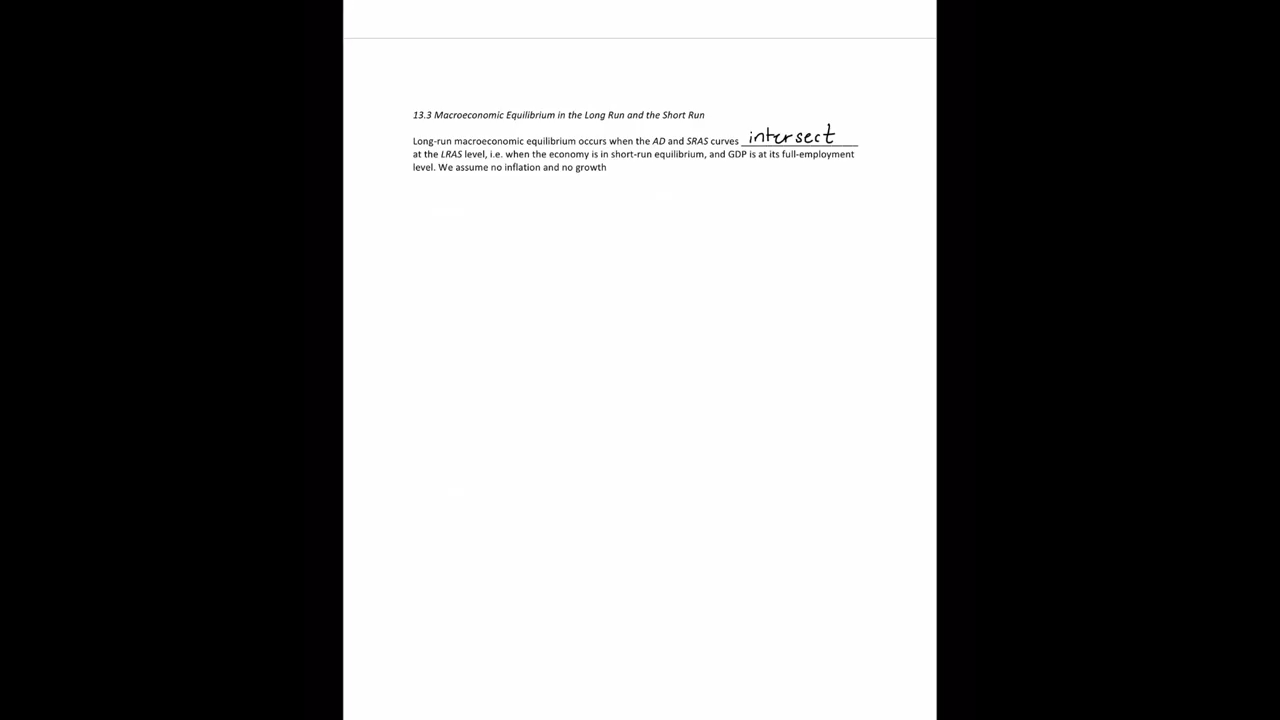 13.3 Macroeconomic Equilibrium in the Long Run and the Short Run
Long-run macroeconomic equilibrium occurs when the AD and SRAS curves intersect
at the LRAS level, i.e. when the economy is in short-run equilibrium, and GDP is at its full-employment
level. We assume no inflation and no growth